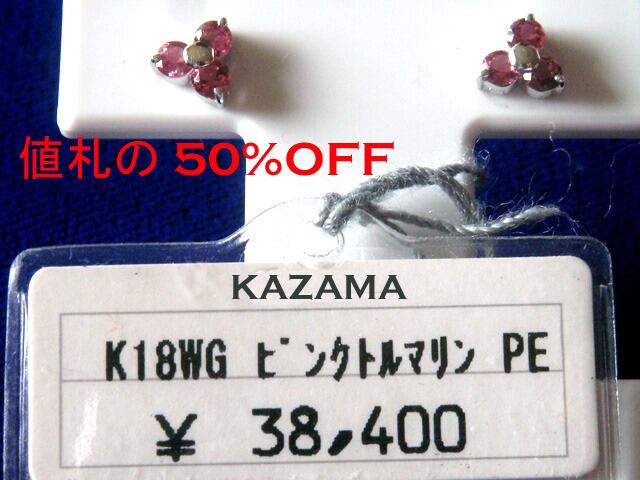 値札の 50%OFF
KAZAMA
K18WG ﾋﾟﾝｸﾄﾙﾏﾘﾝ PE
¥ 38,400